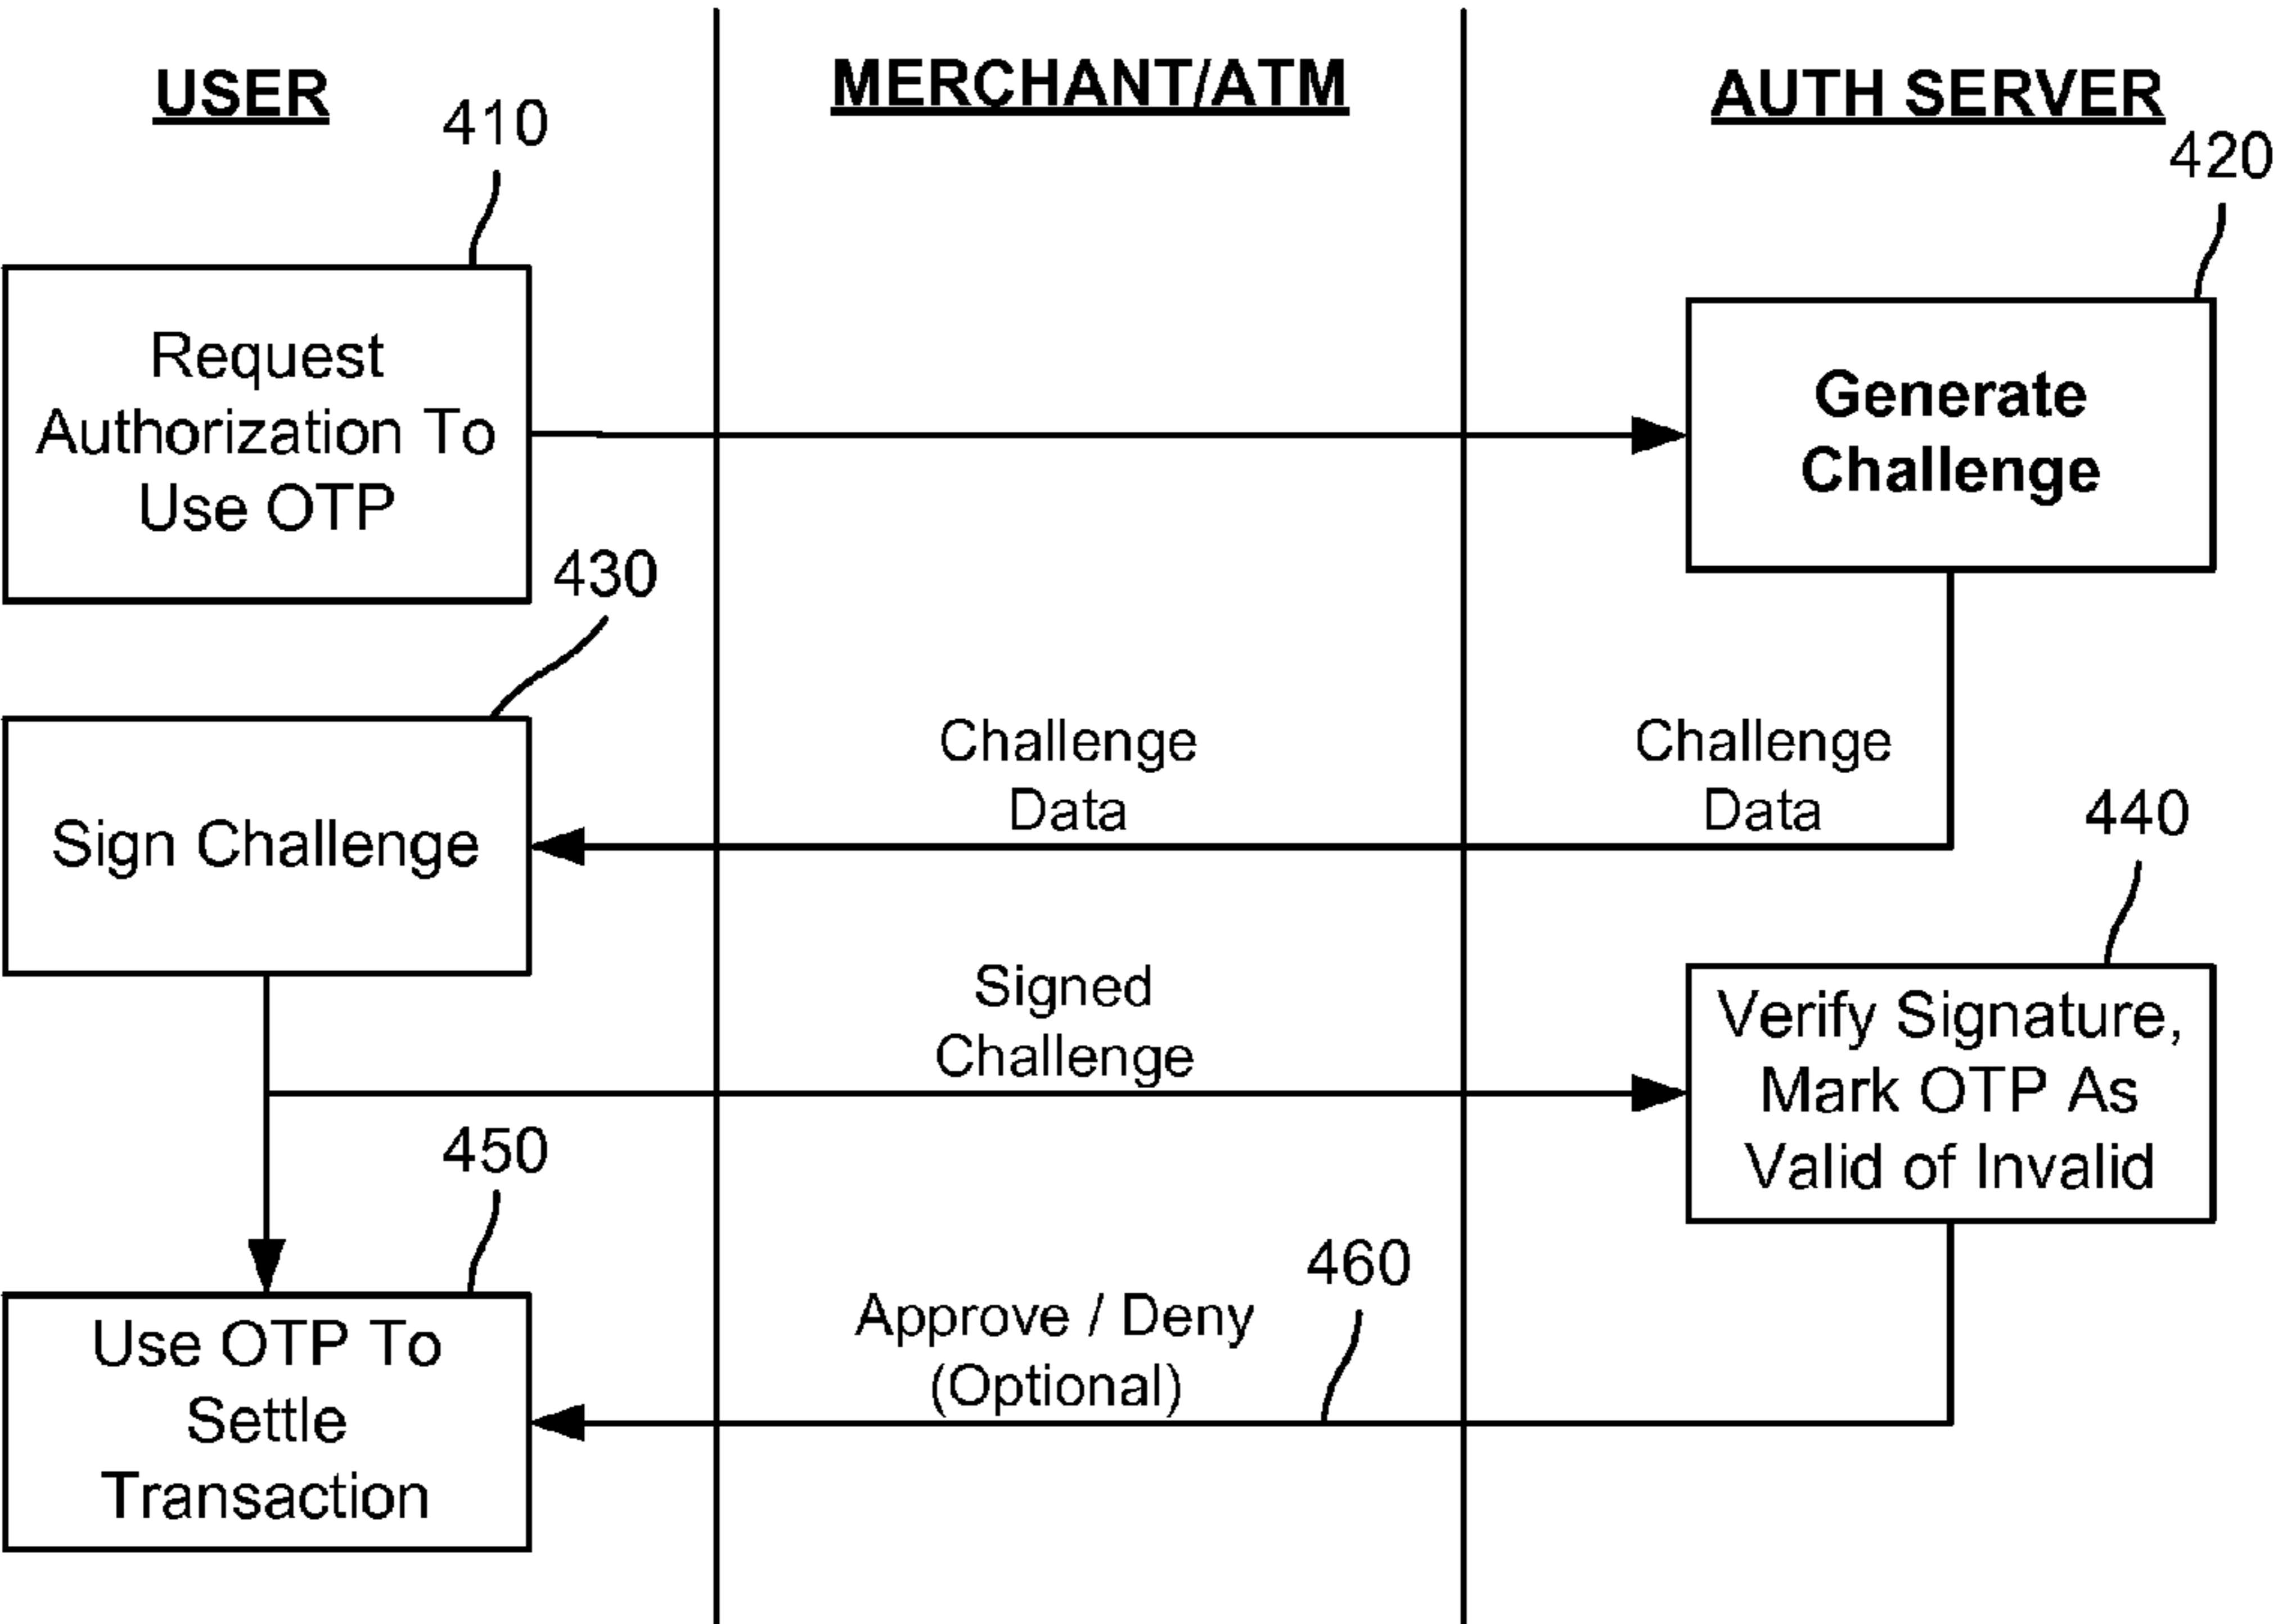 USER
MERCHANT/ATM
AUTH SERVER
410
420
Request
Authorization To
Use OTP
Generate
Challenge
430
Sign Challenge
Challenge
Data
Challenge
Data
440
Signed
Challenge
Verify Signature,
Mark OTP As
Valid of Invalid
450
460
Use OTP To
Settle
Transaction
Approve / Deny
(Optional)